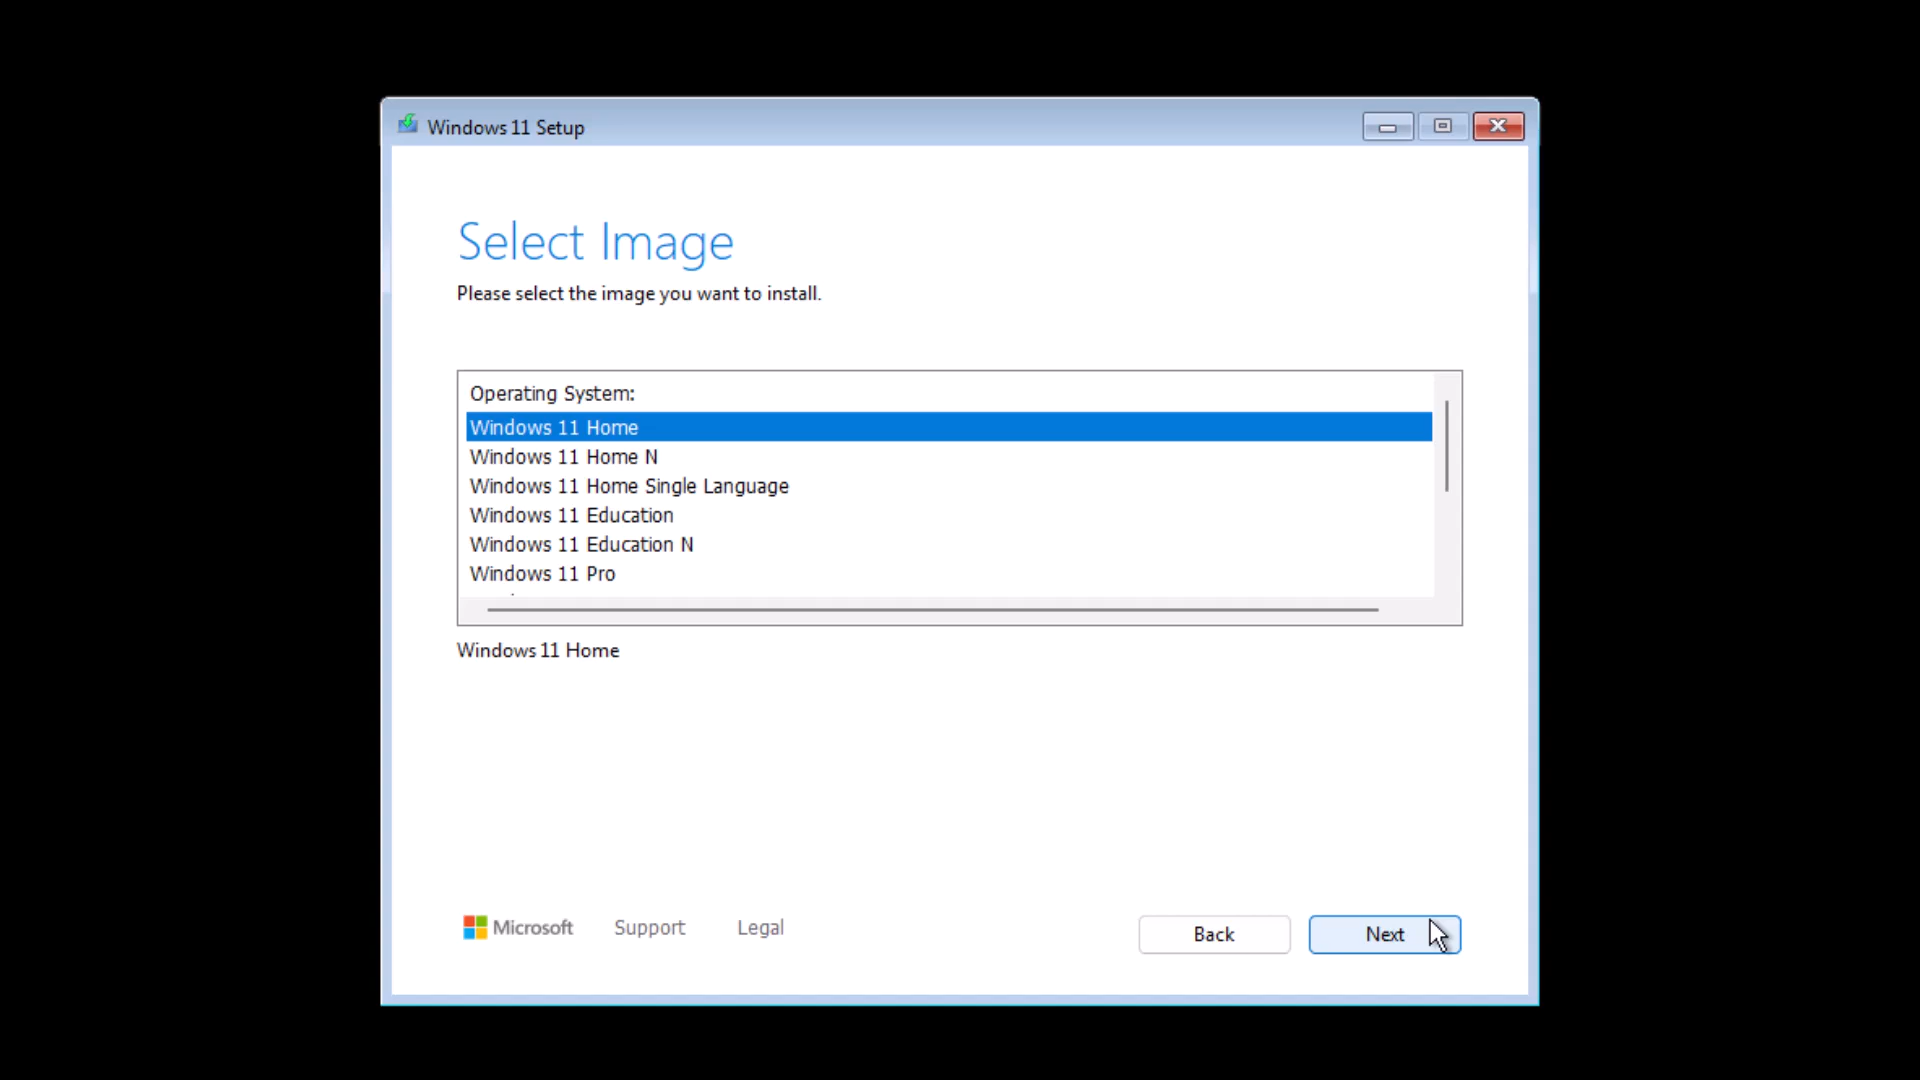 Windows 11 Setup
Select Image
Please select the image you want to install.
Operating System:
Windows 11 Home
Windows 11 Home N
Windows 11 Home Single Language
Windows 11 Education
Windows 11 Education N
Windows 11 Pro
Windows 11 Home
Microsoft Support Legal
Back Next